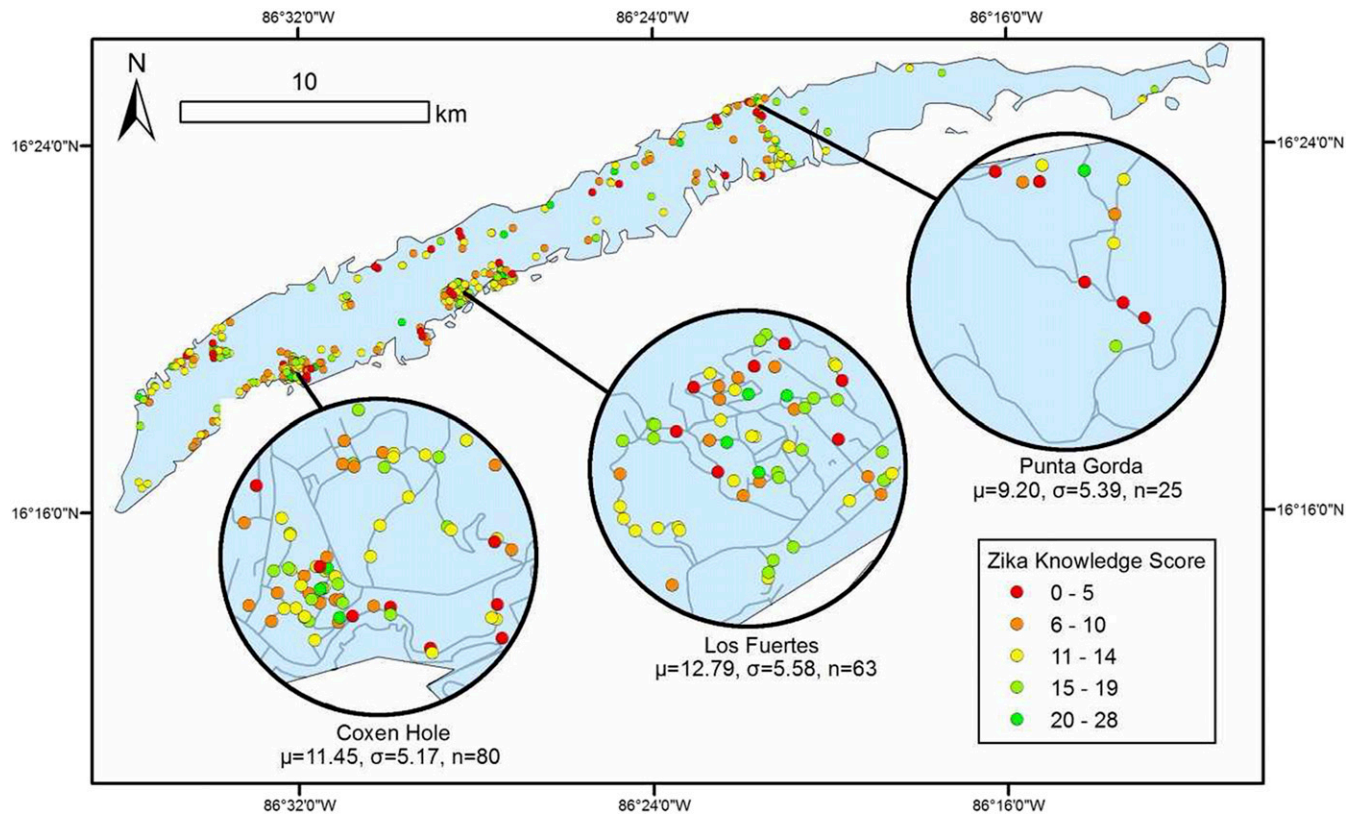 86°32'0"W 86°24'0"W 86°16'0"W
N
10
km
16°24'0"N 16°24'0"N
Punta Gorda
μ=9.20, σ=5.39, n=25
16°16'0"N 16°16'0"N
Zika Knowledge Score
0 - 5
6 - 10
11 - 14
15 - 19
20 - 28
Los Fuertes
μ=12.79, σ=5.58, n=63
Coxen Hole
μ=11.45, σ=5.17, n=80
86°32'0"W 86°24'0"W 86°16'0"W